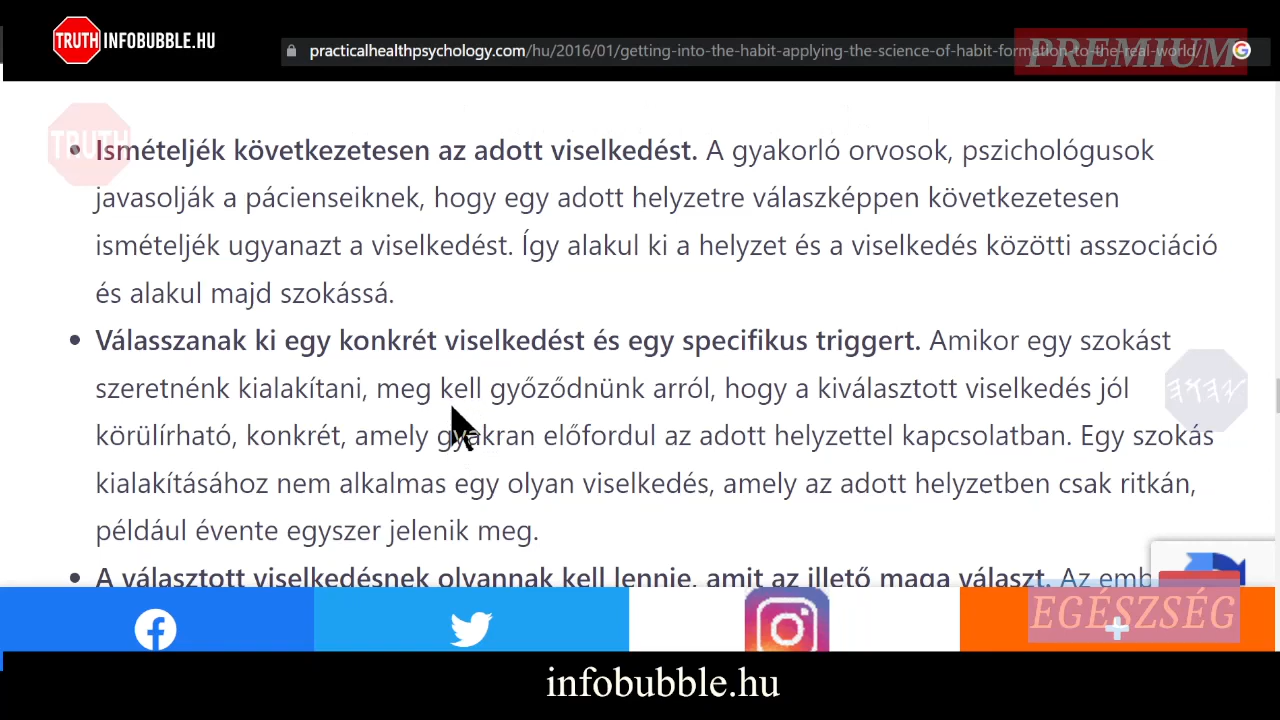 TRUTH INFOBUBBLE.HU
practicalhealthpsychology.com/hu/2016/01/getting-into-the-habit-applying-the-science-of-habit-formation-to-the-real-world/
PREMIUM
TRUTH
• Ismételjék következetesen az adott viselkedést. A gyakorló orvosok, pszichológusok
javasolják a pácienseiknek, hogy egy adott helyzetre válaszképpen következetesen
ismételjék ugyanazt a viselkedést. Így alakul ki a helyzet és a viselkedés közötti asszociáció
és alakul majd szokássá.
• Válasszanak ki egy konkrét viselkedést és egy specifikus triggert. Amikor egy szokást
szeretnénk kialakítani, meg kell győződnünk arról, hogy a kiválasztott viselkedés jól
körülírható, konkrét, amely gyakran előfordul az adott helyzettel kapcsolatban. Egy szokás
kialakításához nem alkalmas egy olyan viselkedés, amely az adott helyzetben csak ritkán,
például évente egyszer jelenik meg.
• A választott viselkedésnek olyannak kell lennie, amit az illető maga választ. Az emb
EGÉSZSÉG
infobubble.hu